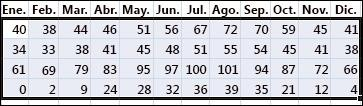 Ene. Feb. Mar. Abr. May. Jun. Jul. Ago. Sep. Oct. Nov. Dic.
40 38 44 46 51 56 67 72 70 59 45 41
34 33 38 41 45 48 51 55 54 45 41 38
61 69 79 83 95 97 100 101 94 87 72 66
0 2 9 24 28 32 36 39 35 21 12 4